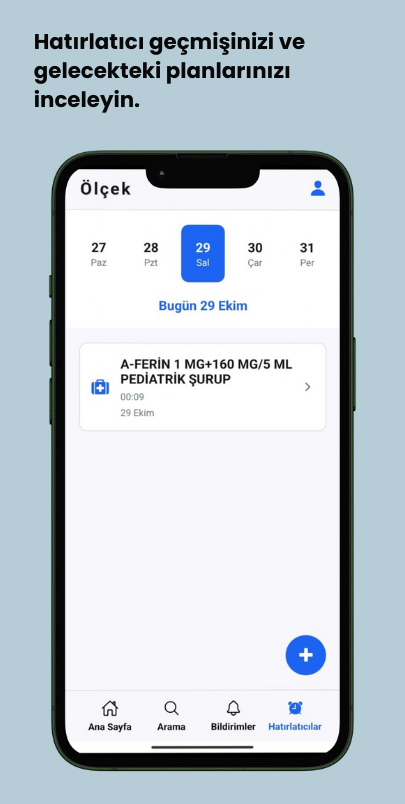 Hatırlatıcı geçmişinizi ve
gelecekteki planlarınızı
inceleyin.
Ölçek
27 28 29 30 31
Paz Pzt Sal Çar Per
Bugün 29 Ekim
A-FERİN 1 MG+160 MG/5 ML
PEDİATRİK ŞURUP
00:09
29 Ekim
Ana Sayfa Arama Bildirimler Hatırlatıcılar